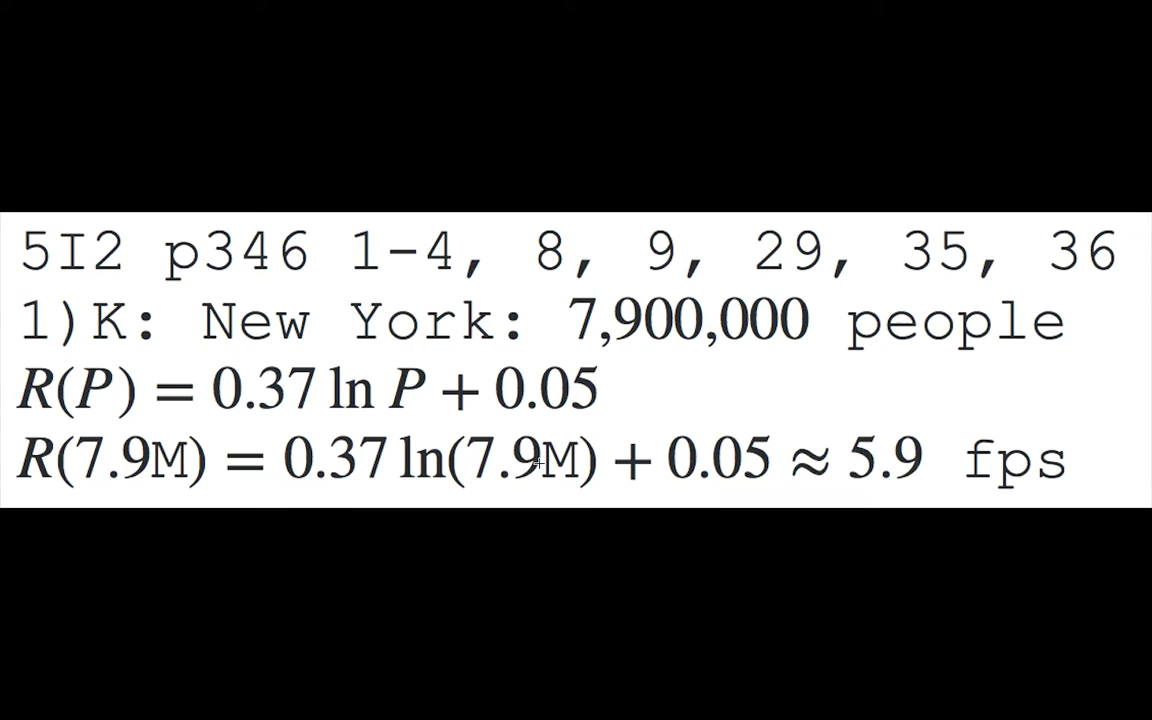 5I2 p346 1-4, 8, 9, 29, 35, 36
1)K: New York: 7,900,000 people
R(P) = 0.37 ln P + 0.05
R(7.9M) = 0.37 ln(7.9M) + 0.05 ≈ 5.9 fps